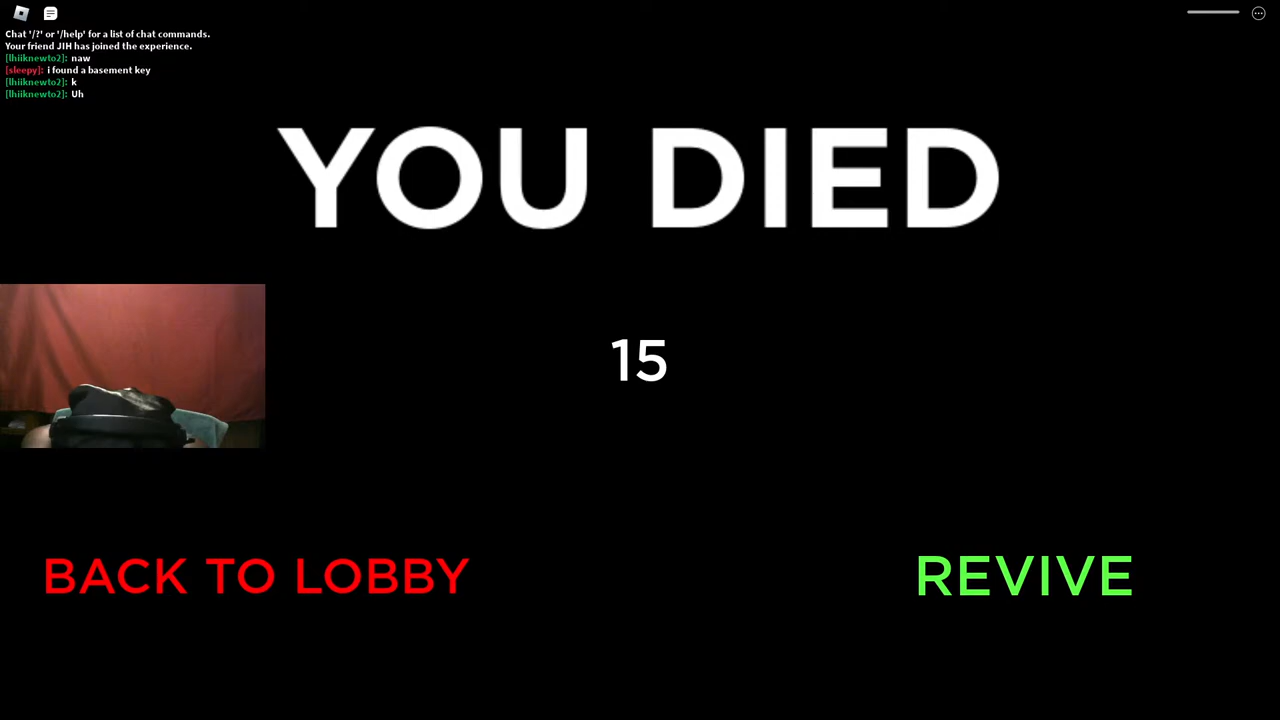 Chat '/?' or '/help' for a list of chat commands.
Your friend JIH has joined the experience.
[lhiiknewto2]: naw
[sleepy]: i found a basement key
[lhiiknewto2]: k
[lhiiknewto2]: Uh
YOU DIED
15
BACK TO LOBBY
REVIVE